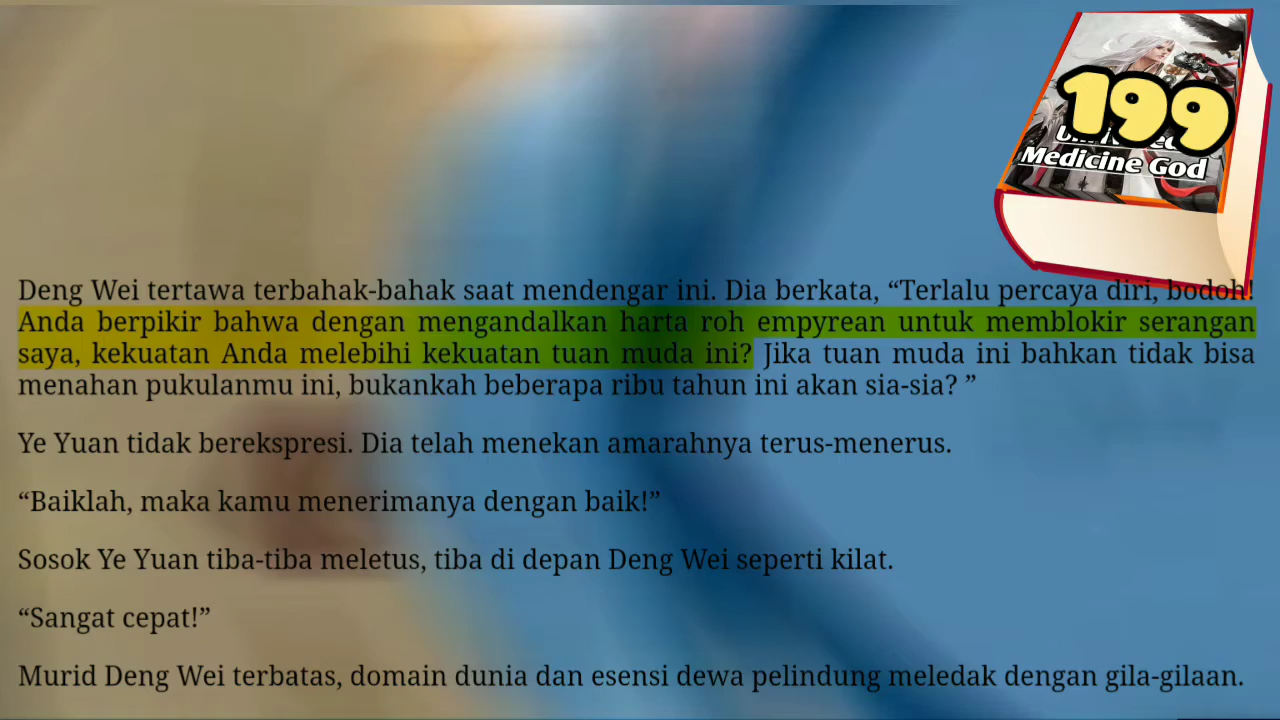 199
Medicine God
Deng Wei tertawa terbahak-bahak saat mendengar ini. Dia berkata, “Terlalu percaya diri, bodoh!
Anda berpikir bahwa dengan mengandalkan harta roh empyrean untuk memblokir serangan
saya, kekuatan Anda melebihi kekuatan tuan muda ini? Jika tuan muda ini bahkan tidak bisa
menahan pukulanmu ini, bukankah beberapa ribu tahun ini akan sia-sia? ”
Ye Yuan tidak berekspresi. Dia telah menekan amarahnya terus-menerus.
“Baiklah, maka kamu menerimanya dengan baik!”
Sosok Ye Yuan tiba-tiba meletus, tiba di depan Deng Wei seperti kilat.
“Sangat cepat!”
Murid Deng Wei terbatas, domain dunia dan esensi dewa pelindung meledak dengan gila-gilaan.